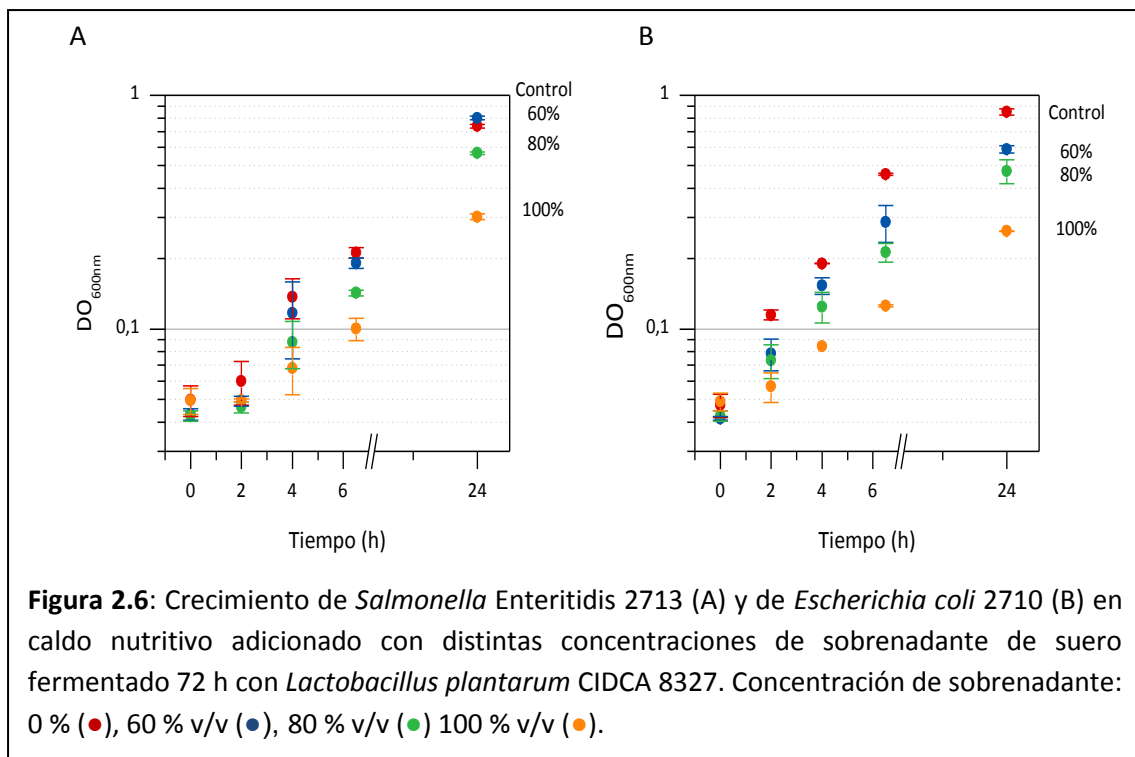 A
B
Control
1
60%
80%
100%
0,1
DO600nm
0 2 4 6 24
Tiempo (h)
1
Control
60%
80%
100%
0,1
DO600nm
0 2 4 6 24
Tiempo (h)
Figura 2.6: Crecimiento de Salmonella Enteritidis 2713 (A) y de Escherichia coli 2710 (B) en
caldo nutritivo adicionado con distintas concentraciones de sobrenadante de suero
fermentado 72 h con Lactobacillus plantarum CIDCA 8327. Concentración de sobrenadante:
0 % (●), 60 % v/v (●), 80 % v/v (●) 100 % v/v (●).